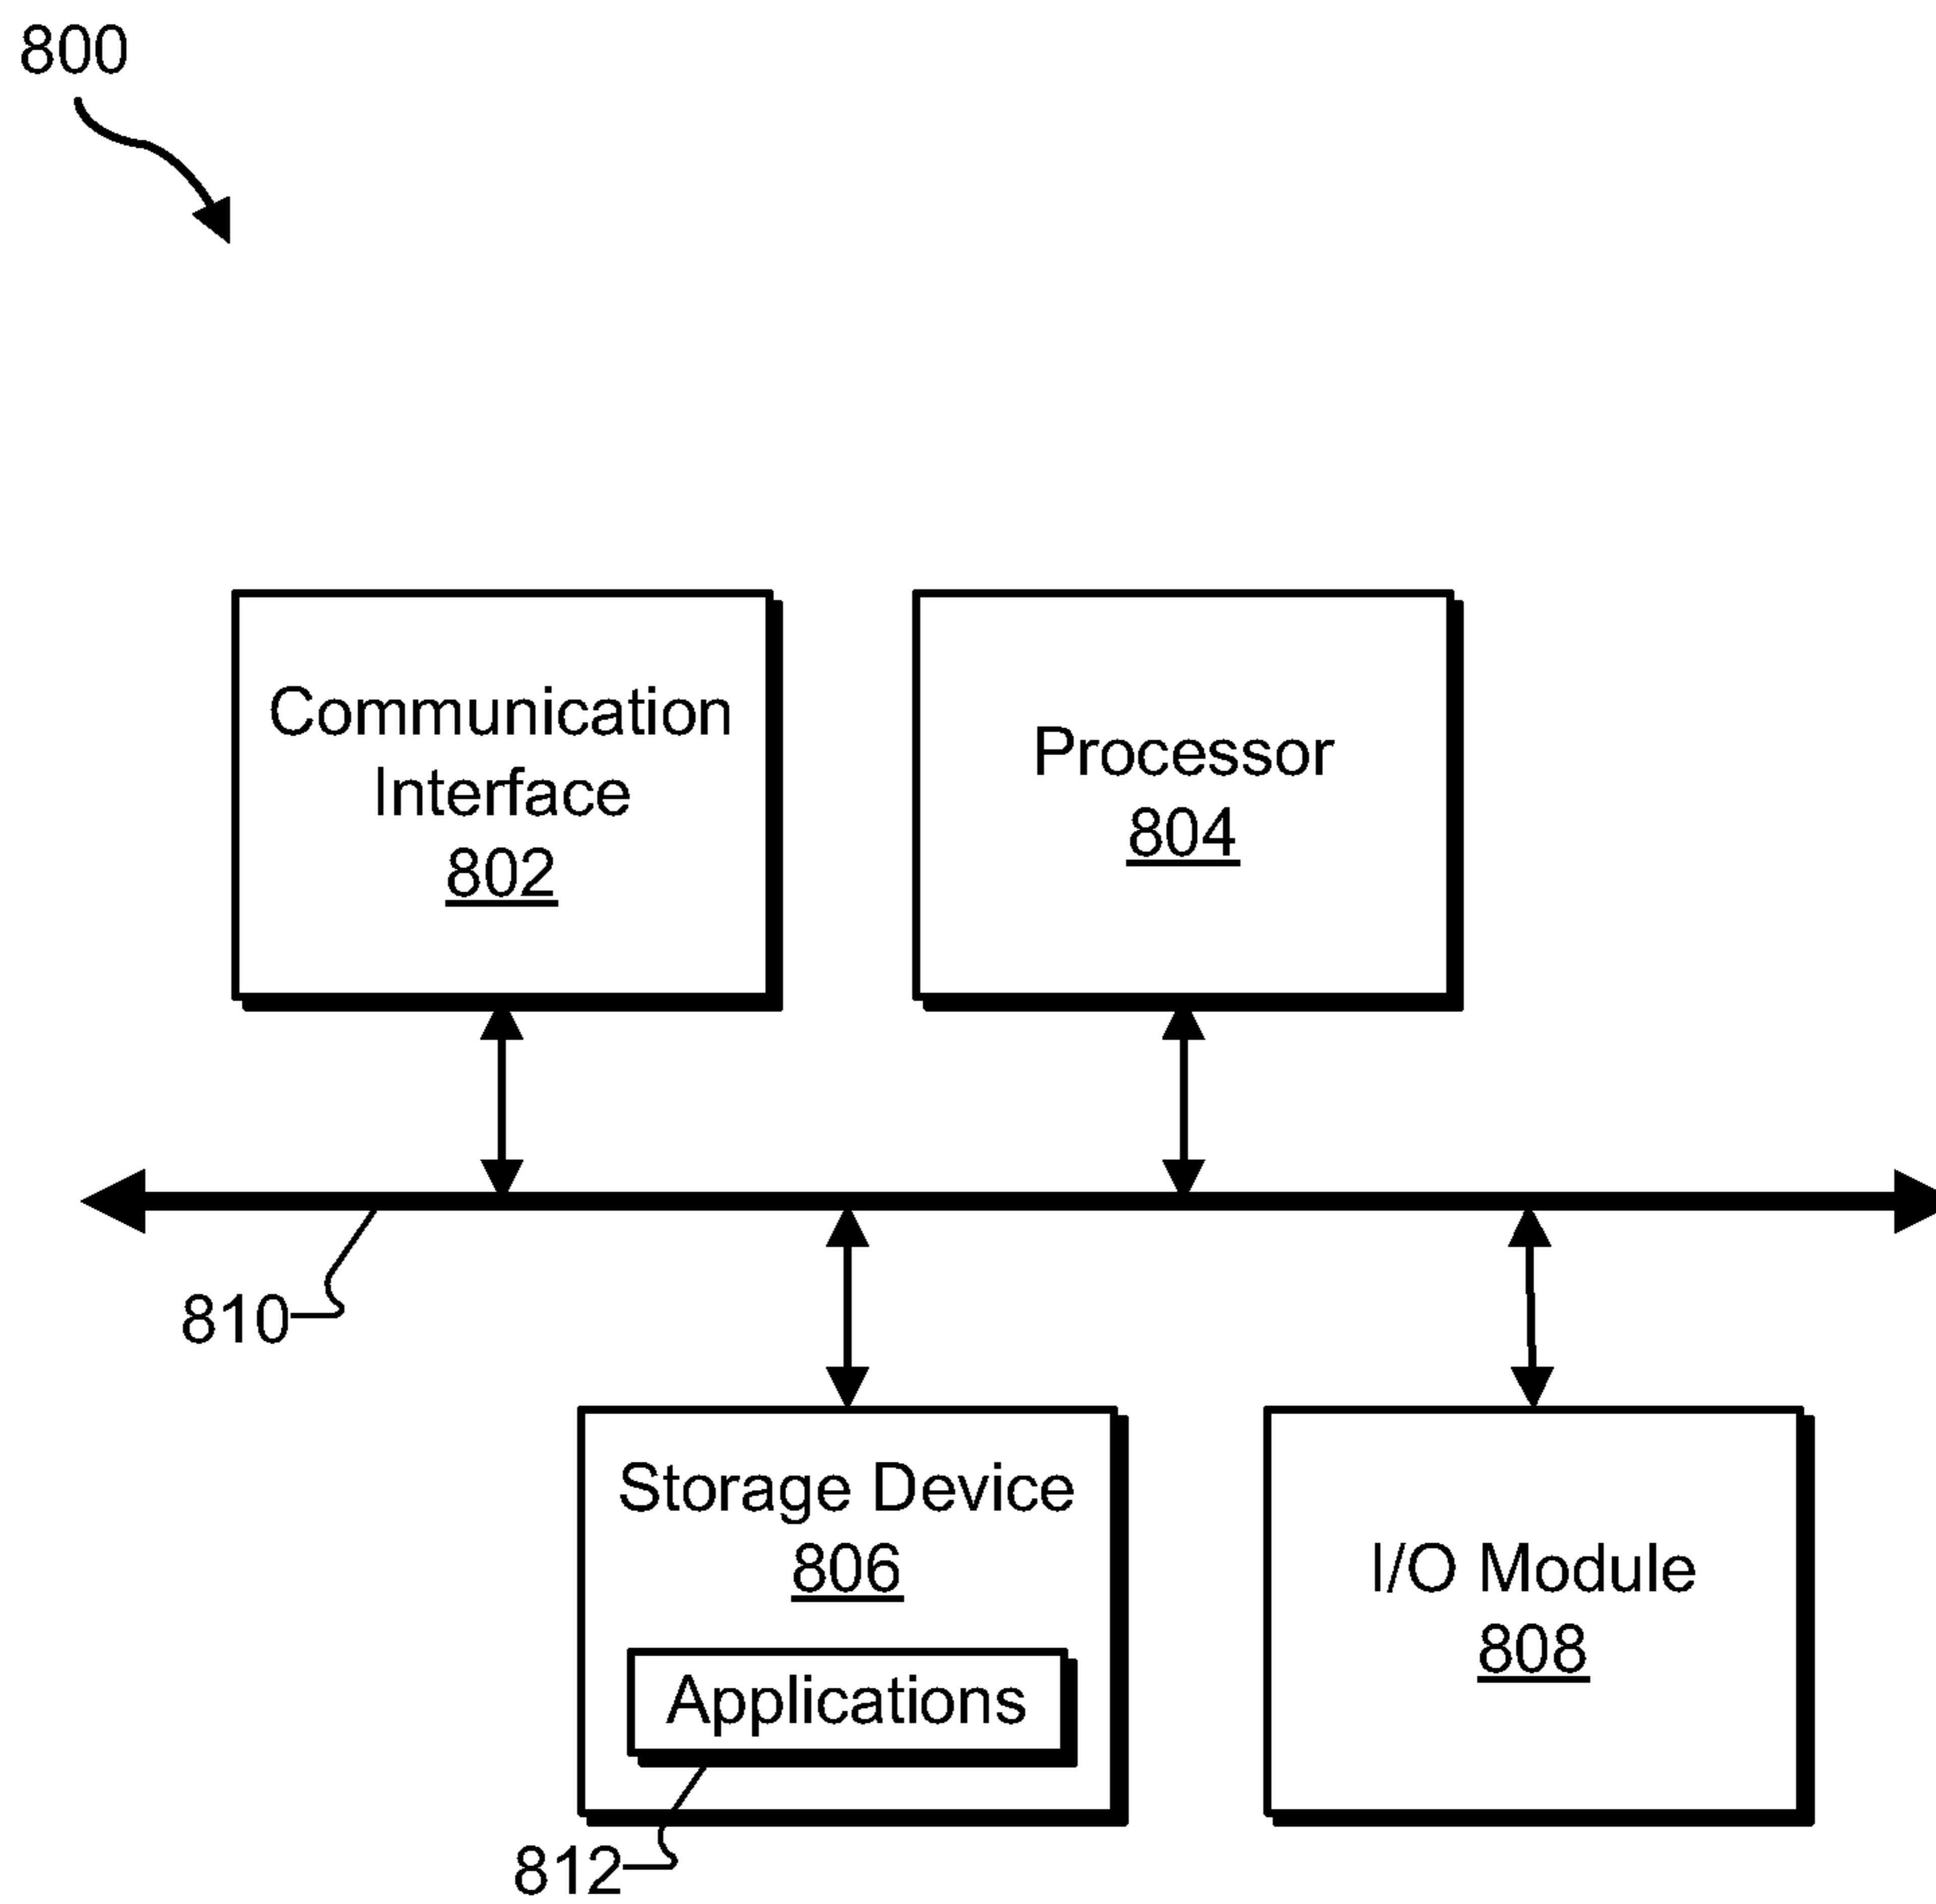 800
Communication
Interface
802
Processor
804
810
Storage Device
806
Applications
812
I/O Module
808